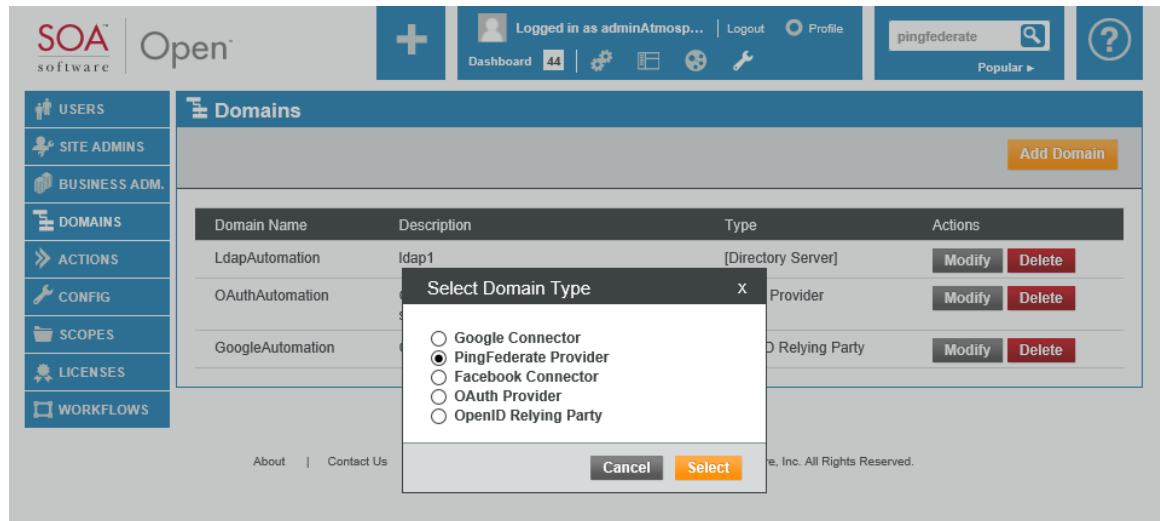 SOA™
software
Open™
Logged in as adminAtmosp... | Logout Profile
Dashboard 44
pingfederate
Popular ►
?
USERS
SITE ADMINS
BUSINESS ADM.
DOMAINS
ACTIONS
CONFIG
SCOPES
LICENSES
WORKFLOWS
Domains
Add Domain
Domain Name Description Type Actions
LdapAutomation ldap1 [Directory Server] Modify Delete
OAuthAutomation Provider Modify Delete
GoogleAutomation Relying Party Modify Delete
Select Domain Type X
Google Connector
PingFederate Provider
Facebook Connector
OAuth Provider
OpenID Relying Party
Cancel Select
About | Contact Us
, Inc. All Rights Reserved.